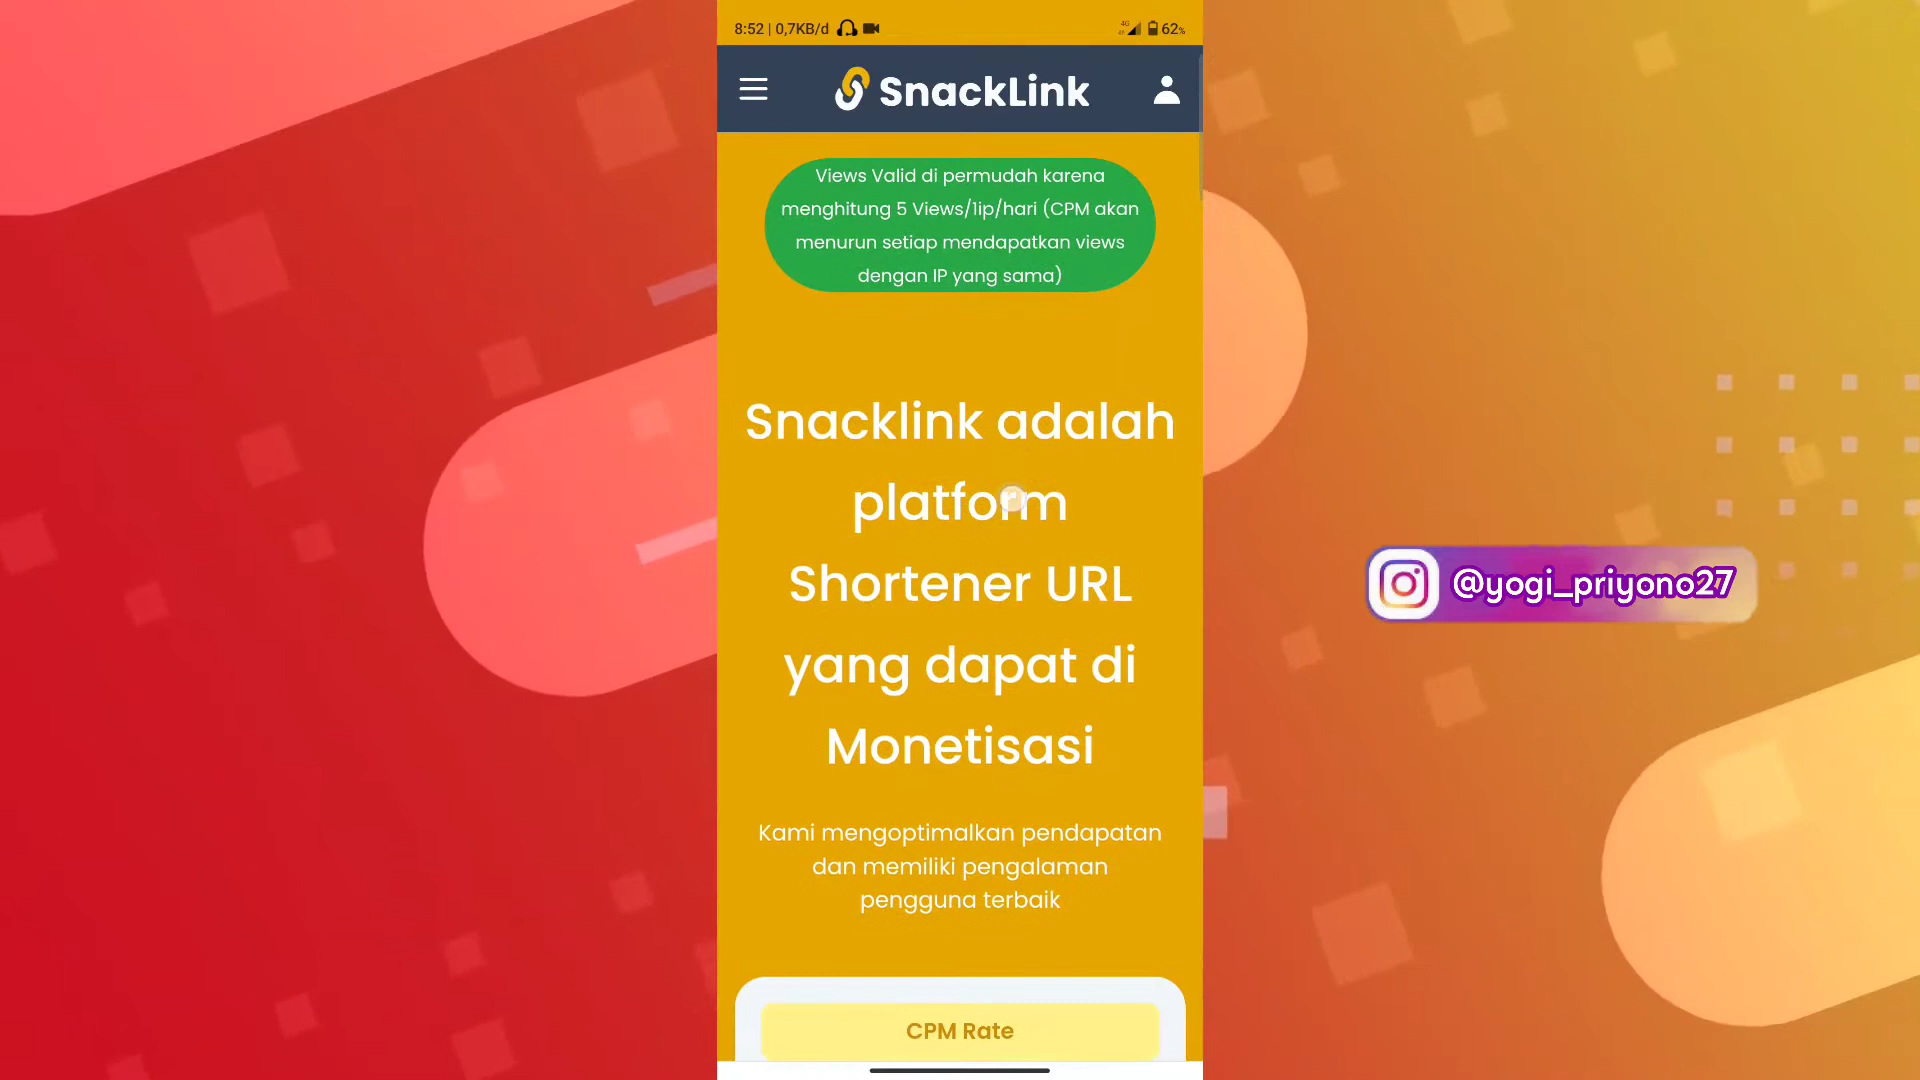 8:52 | 0,7KB/d
4G
62%
SnackLink
Views Valid di permudah karena
menghitung 5 Views/1ip/hari (CPM akan
menurun setiap mendapatkan views
dengan IP yang sama)
Snacklink adalah
platform
Shortener URL
yang dapat di
Monetisasi
Kami mengoptimalkan pendapatan
dan memiliki pengalaman
pengguna terbaik
CPM Rate
@yogi_priyono27